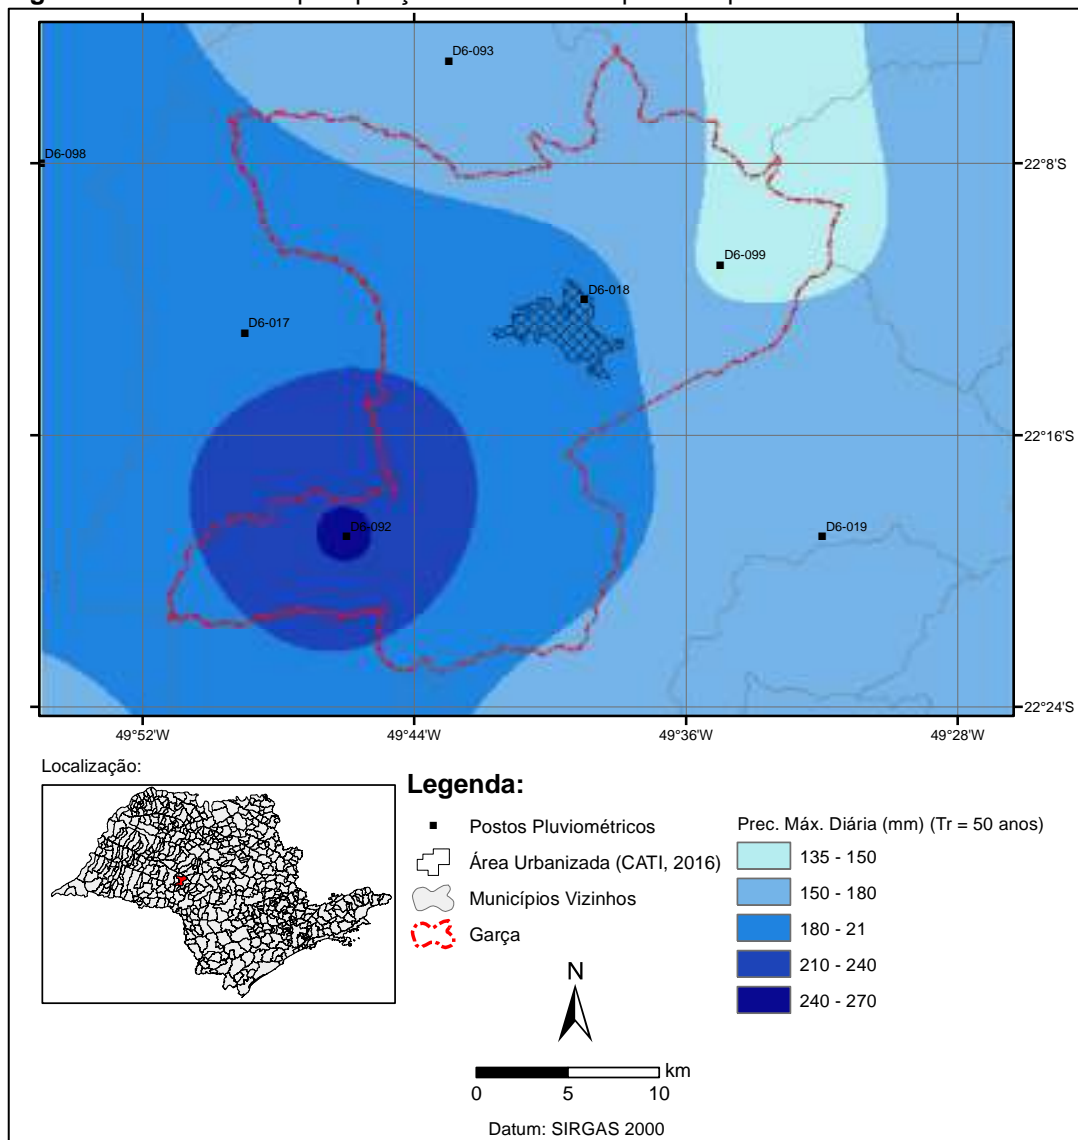 D6-093
D6-098
22°8'S
D6-099
D6-018
D6-017
22°16'S
D6-092
D6-019
22°24'S
49°52'W
49°44'W
49°36'W
49°28'W
Localização:
Legenda:
Postos Pluviométricos
Área Urbanizada (CATI, 2016)
Municípios Vizinhos
Garça
Prec. Máx. Diária (mm) (Tr = 50 anos)
135 - 150
150 - 180
180 - 21
210 - 240
240 - 270
N
km
0 5 10
Datum: SIRGAS 2000